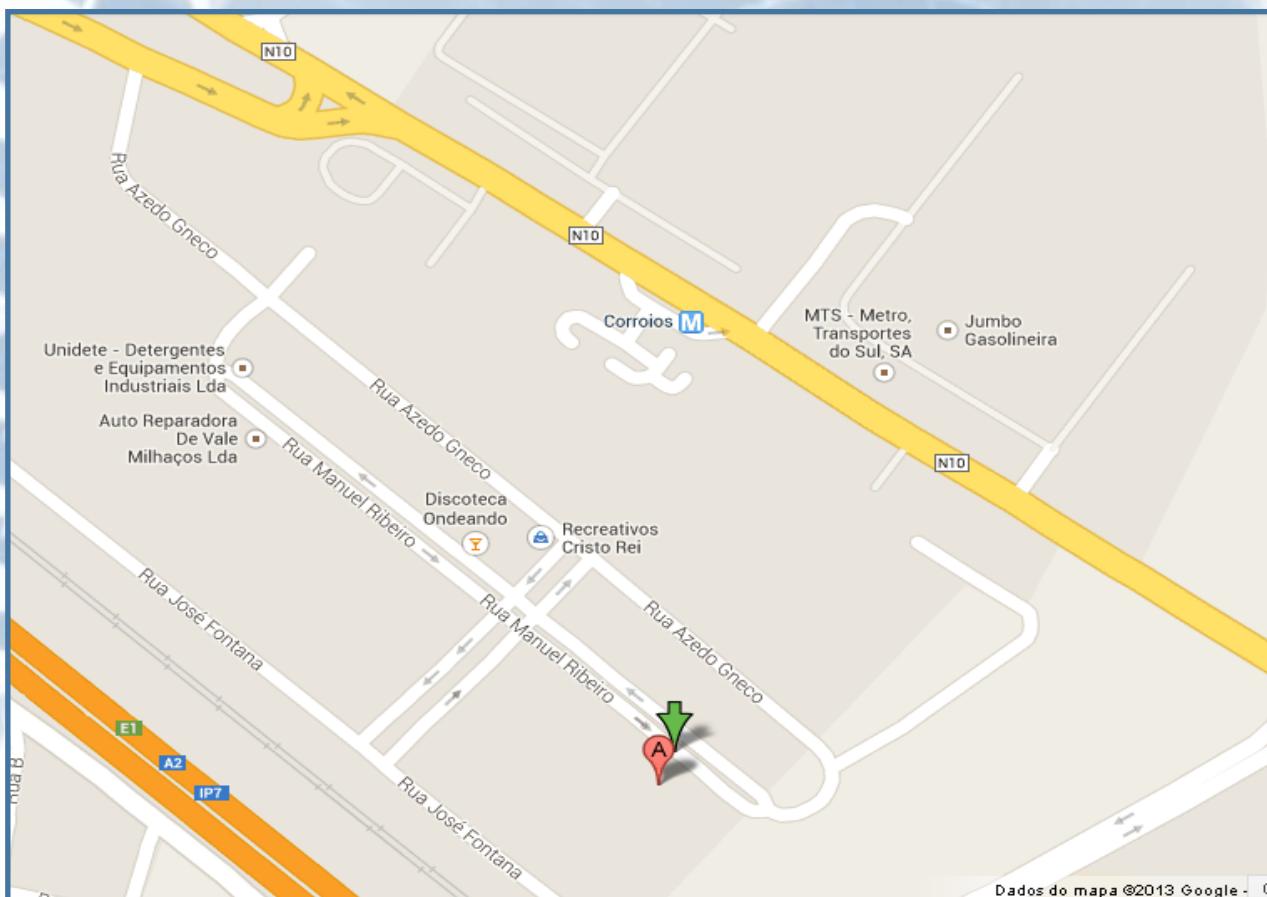 N10
Rua Azedo Gneco
N10
Corroios M
MTS - Metro,
Transportes
do Sul, SA
Jumbo
Gasolineira
Unidete - Detergentes
e Equipamentos
Industriais Lda
Rua Azedo Gneco
Auto Reparadora
De Vale
Milhaços Lda
Rua Manuel Ribeiro
N10
Discoteca
Ondeando
Recreativos
Cristo Rei
Rua José Fontana
Rua Manuel Ribeiro
Rua Azedo Gneco
E1
A2
IP7
A
Rua B
Rua José Fontana
Dados do mapa ©2013 Google -